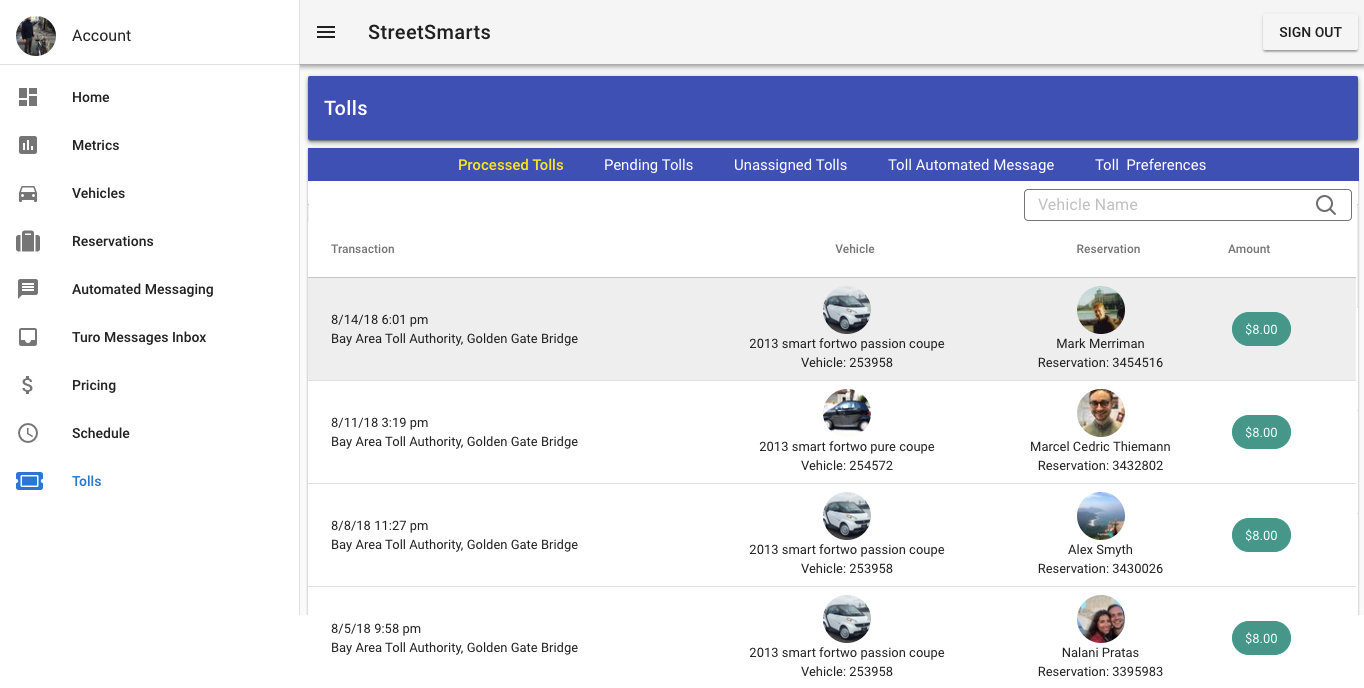 Account
StreetSmarts
SIGN OUT
Home
Metrics
Vehicles
Reservations
Automated Messaging
Turo Messages Inbox
Pricing
Schedule
Tolls
Tolls
Processed Tolls
Pending Tolls
Unassigned Tolls
Toll Automated Message
Toll Preferences
Vehicle Name
Transaction
Vehicle
Reservation
Amount
8/14/18 6:01 pm
Bay Area Toll Authority, Golden Gate Bridge
2013 smart fortwo passion coupe
Vehicle: 253958
Mark Merriman
Reservation: 3454516
$8.00
8/11/18 3:19 pm
Bay Area Toll Authority, Golden Gate Bridge
2013 smart fortwo pure coupe
Vehicle: 254572
Marcel Cedric Thiemann
Reservation: 3432802
$8.00
8/8/18 11:27 pm
Bay Area Toll Authority, Golden Gate Bridge
2013 smart fortwo passion coupe
Vehicle: 253958
Alex Smyth
Reservation: 3430026
$8.00
8/5/18 9:58 pm
Bay Area Toll Authority, Golden Gate Bridge
2013 smart fortwo passion coupe
Vehicle: 253958
Nalani Pratas
Reservation: 3395983
$8.00